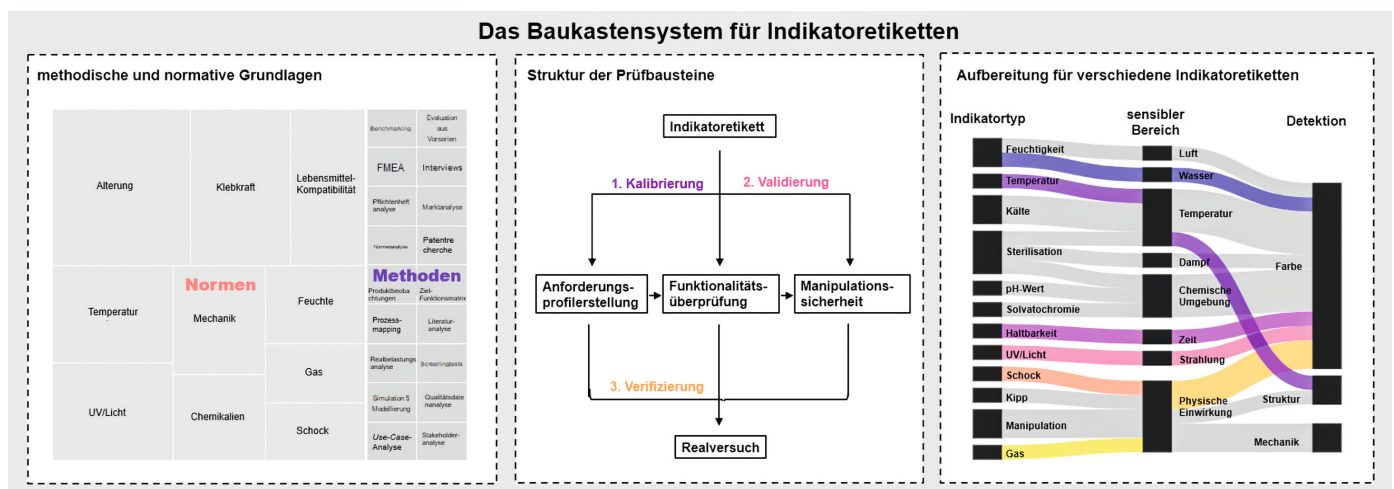 Das Baukastensystem für Indikatoretiketten
methodische und normative Grundlagen
Alterung
Klebkraft
Lebensmittel-
Kompatibilität
Temperatur
Normen
Mechanik
Feuchte
UV/Licht
Chemikalien
Gas
Schock
Benchmarking
Evaluation
aus
Vorserien
FMEA
Interviews
Pflichtenheft
analyse
Marktanalyse
Normenanalyse
Patentre
cherche
Methoden
Produktbeoba
chtungen
Ziel-
Funktionsmatrix
Prozess-
mapping
Literatur-
analyse
Realbelastungs
analyse
Screeningtests
Simulation $
Modellierung
Qualitätsdate
nanalyse
Use-Case-
Analyse
Stakeholder-
analyse
Struktur der Prüfbausteine
Indikatoretikett
1. Kalibrierung
2. Validierung
Anforderungs-
profilerstellung
Funktionalitäts-
überprüfung
Manipulations-
sicherheit
3. Verifizierung
Realversuch
Aufbereitung für verschiedene Indikatoretiketten
Indikatortyp
sensibler
Bereich
Detektion
Feuchtigkeit
Temperatur
Kälte
Sterilisation
pH-Wert
Solvatochromie
Haltbarkeit
UV/Licht
Schock
Kipp
Manipulation
Gas
Luft
Wasser
Temperatur
Dampf
Chemische
Umgebung
Zeit
Strahlung
Physische
Einwirkung
Farbe
Struktur
Mechanik